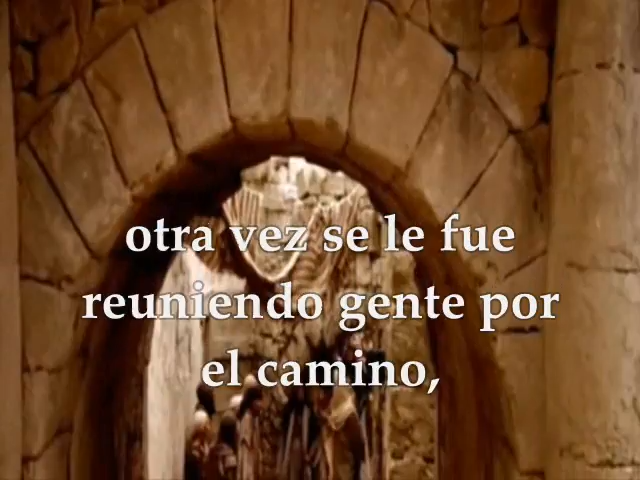 otra vez se le fue
reuniendo gente por
el camino,